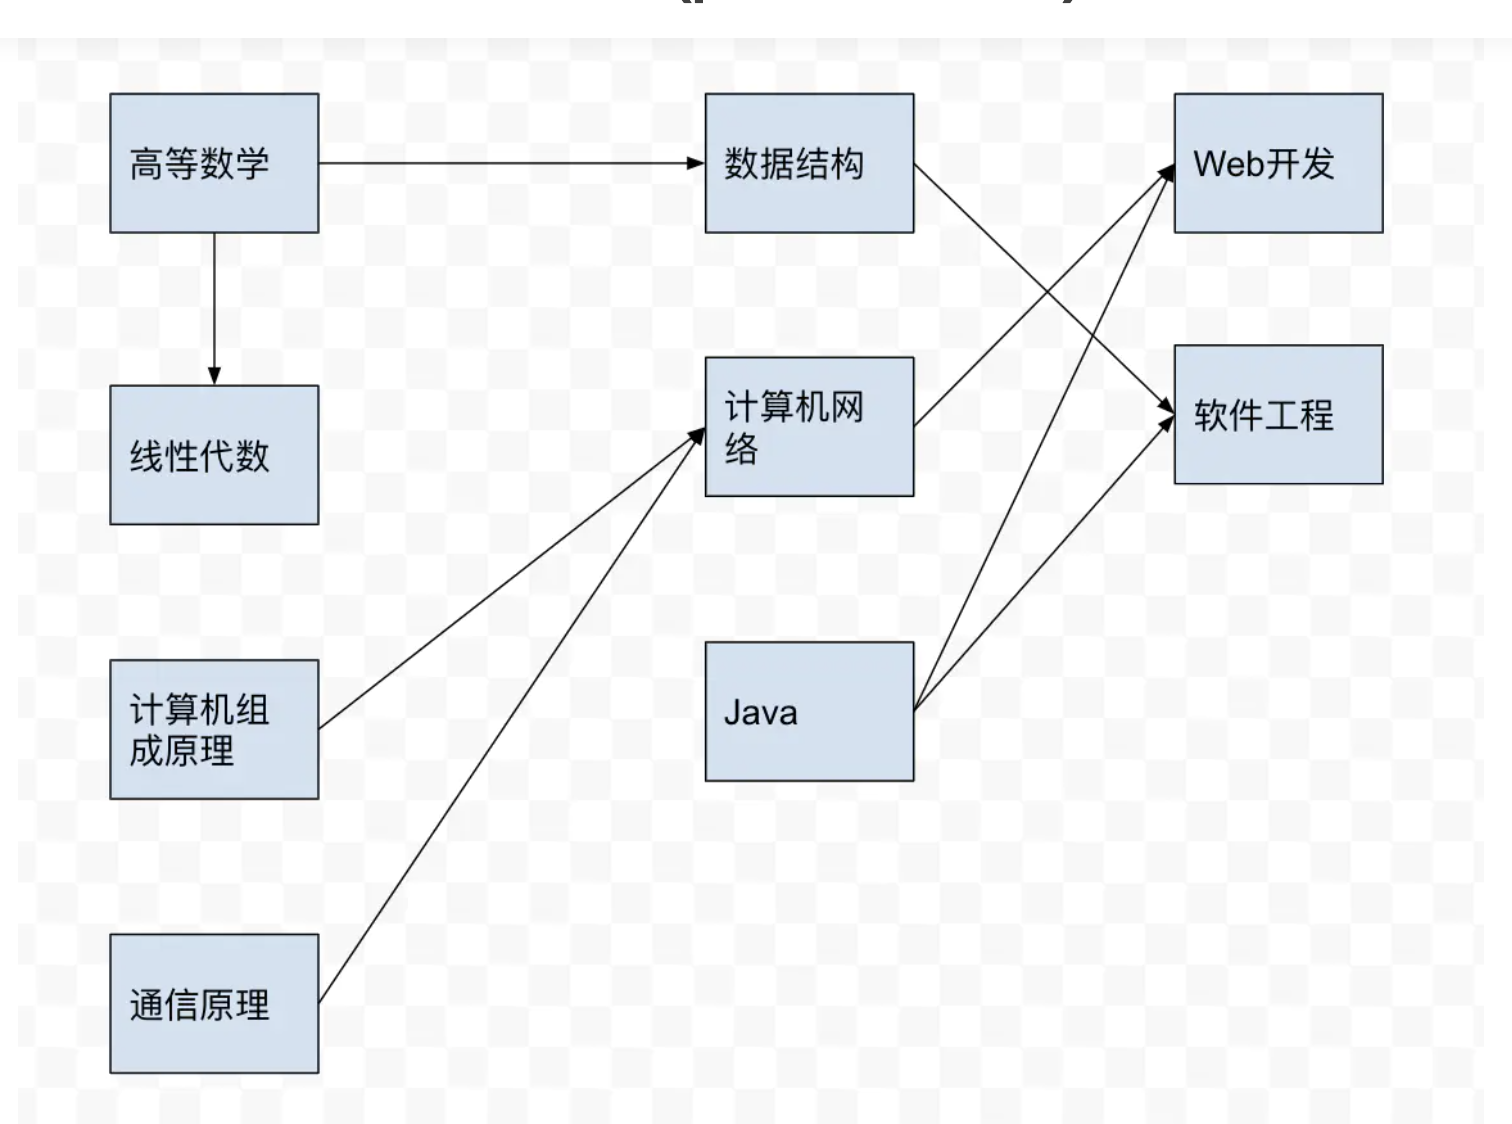 高等数学
数据结构
Web开发
线性代数
计算机网
络
软件工程
计算机组
成原理
Java
通信原理